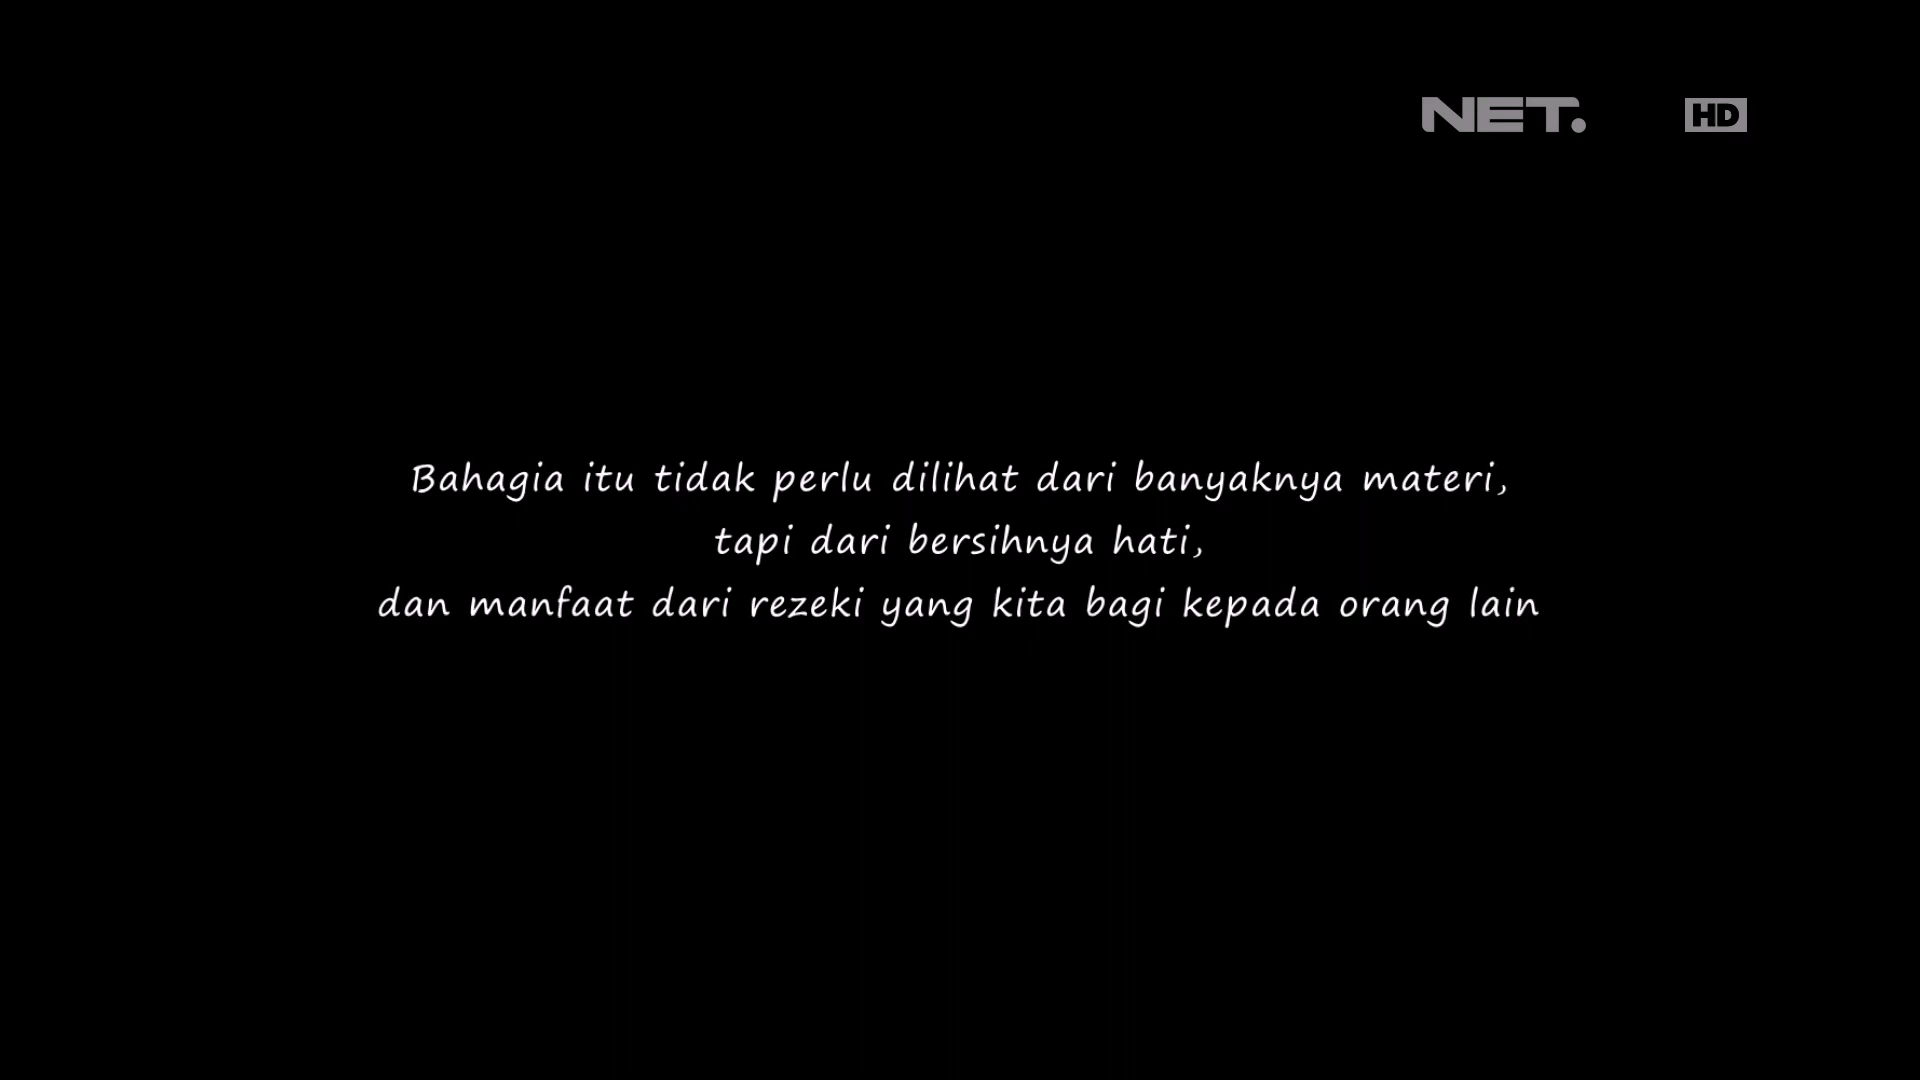 NET. HD
Bahagia itu tidak perlu dilihat dari banyaknya materi,
tapi dari bersihnya hati,
dan manfaat dari rezeki yang kita bagi kepada orang lain